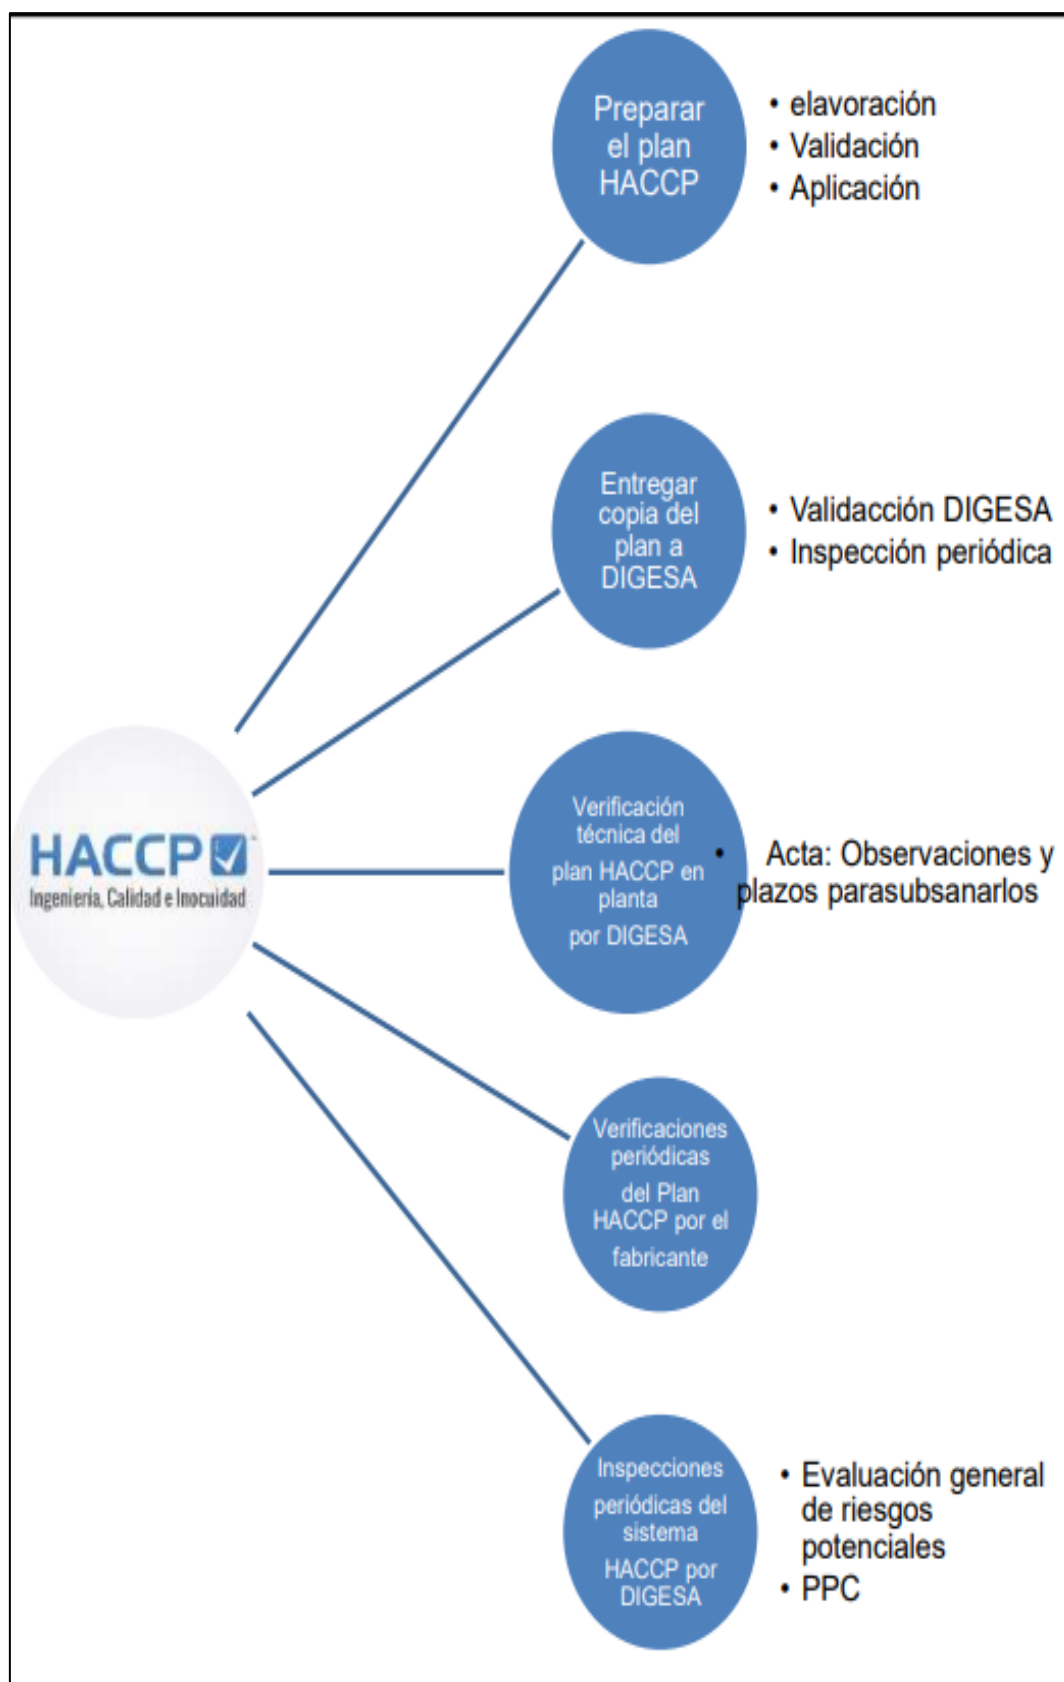 Preparar
el plan
HACCP
• elavoración
• Validación
• Aplicación
Entregar
copia del
plan a
DIGESA
• Validacción DIGESA
• Inspección periódica
HACCP
Ingeniería, Calidad e Inocuidad
Verificación
técnica del
plan HACCP en
planta
por DIGESA
• Acta: Observaciones y
plazos parasubsanarlos
Verificaciones
periódicas
del Plan
HACCP por el
fabricante
Inspecciones
periódicas del
sistema
HACCP por
DIGESA
• Evaluación general
de riesgos
potenciales
• PPC